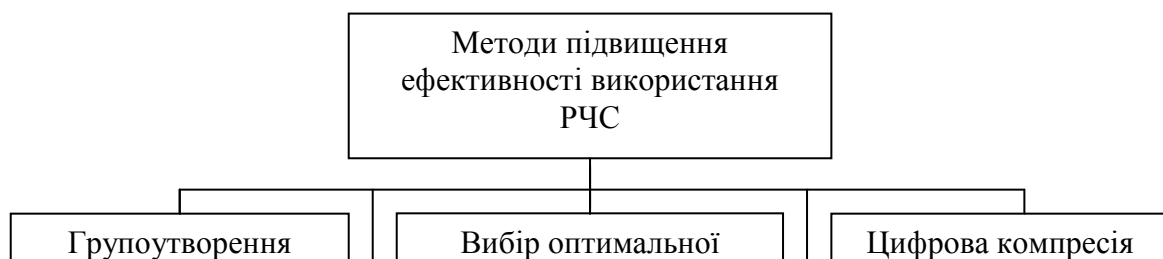 Методи підвищення
ефективності використання
РЧС
Групоутворення
Вибір оптимальної
Цифрова компресія